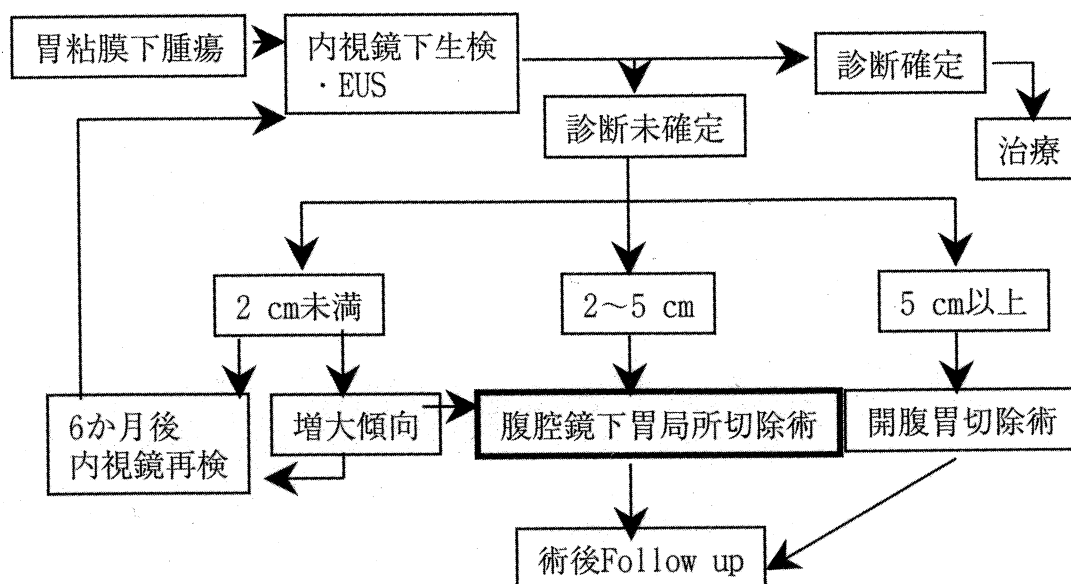 胃粘膜下腫瘍
内視鏡下生検
・EUS
診断確定
診断未確定
治療
2 cm未満
2～5 cm
5 cm以上
6か月後
内視鏡再検
増大傾向
腹腔鏡下胃局所切除術
開腹胃切除術
術後Follow up